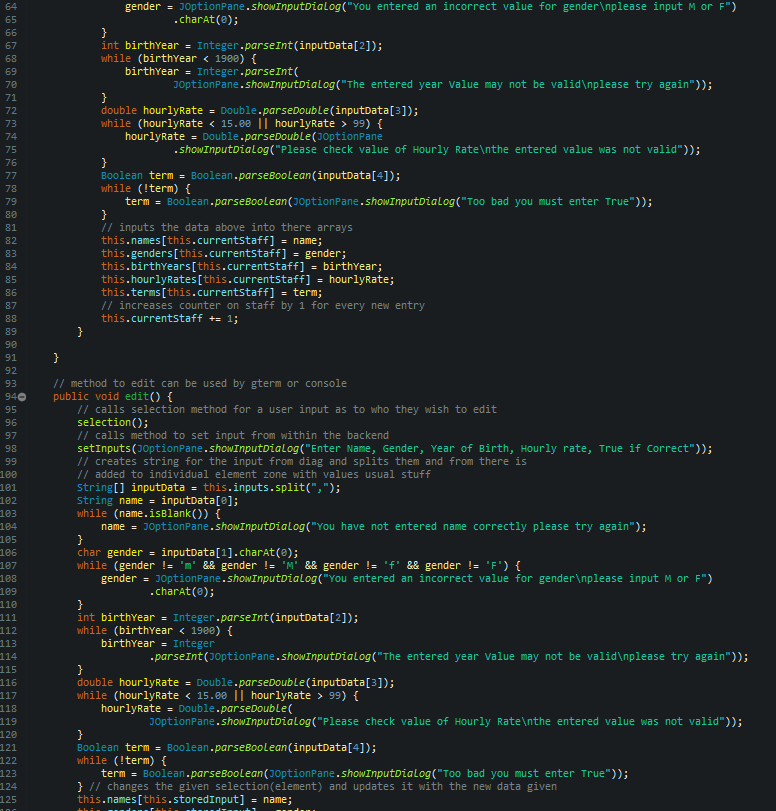 64 gender = JOptionPane.showInputDialog("You entered an incorrect value for gender\nplease input M or F")
65 .charAt(0);
66 }
67 int birthYear = Integer.parseInt(inputData[2]);
68 while (birthYear < 1900) {
69 birthYear = Integer.parseInt(
70 JOptionPane.showInputDialog("The entered year Value may not be valid\nplease try again"));
71 }
72 double hourlyRate = Double.parseDouble(inputData[3]);
73 while (hourlyRate < 15.00 || hourlyRate > 99) {
74 hourlyRate = Double.parseDouble(JOptionPane
75 .showInputDialog("Please check value of Hourly Rate\nthe entered value was not valid"));
76 }
77 Boolean term = Boolean.parseBoolean(inputData[4]);
78 while (!term) {
79 term = Boolean.parseBoolean(JOptionPane.showInputDialog("Too bad you must enter True"));
80 }
81 // inputs the data above into there arrays
82 this.names[this.currentStaff] = name;
83 this.genders[this.currentStaff] = gender;
84 this.birthYears[this.currentStaff] = birthYear;
85 this.hourlyRates[this.currentStaff] = hourlyRate;
86 this.terms[this.currentStaff] = term;
87 // increases counter on staff by 1 for every new entry
88 this.currentStaff += 1;
89 }
90
91 }
92
93 // method to edit can be used by gterm or console
94 public void edit() {
95 // calls selection method for a user input as to who they wish to edit
96 selection();
97 // calls method to set input from within the backend
98 setInputs(JOptionPane.showInputDialog("Enter Name, Gender, Year of Birth, Hourly rate, True if Correct"));
99 // creates string for the input from diag and splits them and from there is
100 // added to individual element zone with values usual stuff
101 String[] inputData = this.inputs.split(",");
102 String name = inputData[0];
103 while (name.isBlank()) {
104 name = JOptionPane.showInputDialog("You have not entered name correctly please try again");
105 }
106 char gender = inputData[1].charAt(0);
107 while (gender != 'm' && gender != 'M' && gender != 'f' && gender != 'F') {
108 gender = JOptionPane.showInputDialog("You entered an incorrect value for gender\nplease input M or F")
109 .charAt(0);
110 }
111 int birthYear = Integer.parseInt(inputData[2]);
112 while (birthYear < 1900) {
113 birthYear = Integer
114 .parseInt(JOptionPane.showInputDialog("The entered year Value may not be valid\nplease try again"));
115 }
116 double hourlyRate = Double.parseDouble(inputData[3]);
117 while (hourlyRate < 15.00 || hourlyRate > 99) {
118 hourlyRate = Double.parseDouble(
119 JOptionPane.showInputDialog("Please check value of Hourly Rate\nthe entered value was not valid"));
120 }
121 Boolean term = Boolean.parseBoolean(inputData[4]);
122 while (!term) {
123 term = Boolean.parseBoolean(JOptionPane.showInputDialog("Too bad you must enter True"));
124 } // changes the given selection(element) and updates it with the new data given
125 this.names[this.storedInput] = name;